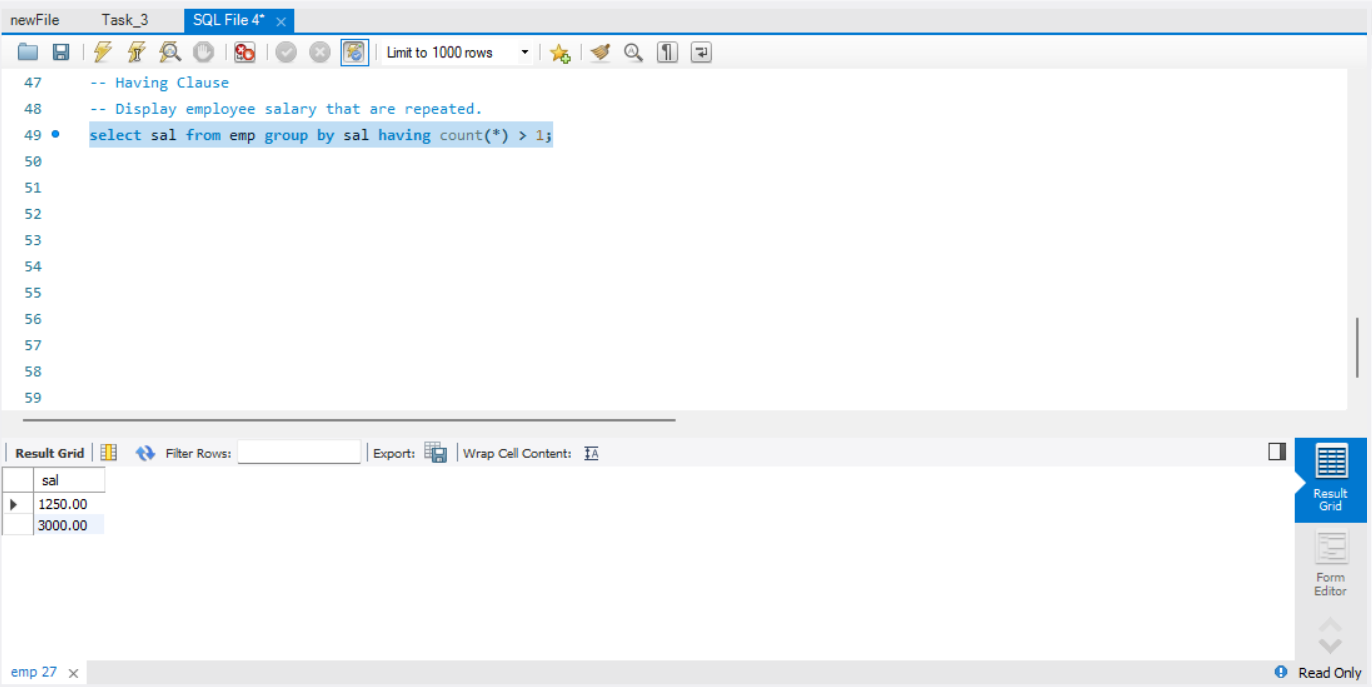 newFile Task_3 SQL File 4*
Limit to 1000 rows
47 -- Having Clause
48 -- Display employee salary that are repeated.
49 select sal from emp group by sal having count(*) > 1;
50
51
52
53
54
55
56
57
58
59
Result Grid Filter Rows: Export: Wrap Cell Content:
sal
1250.00
3000.00
Result
Grid
Form
Editor
emp 27 Read Only